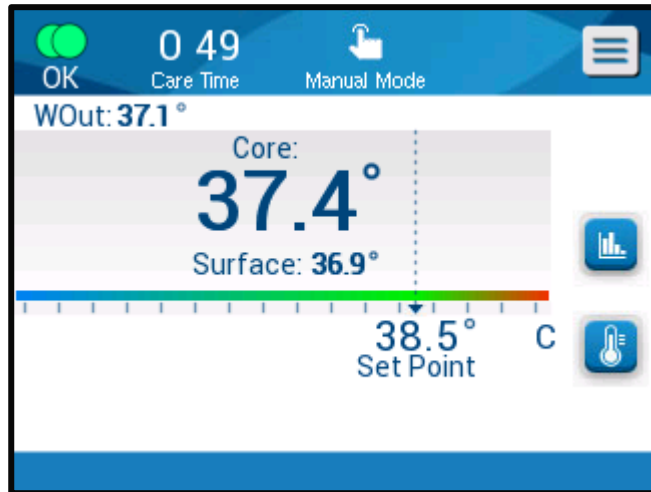 OK
0 49
Care Time
Manual Mode
WOut: 37.1°
Core:
37.4°
Surface: 36.9°
38.5° C
Set Point